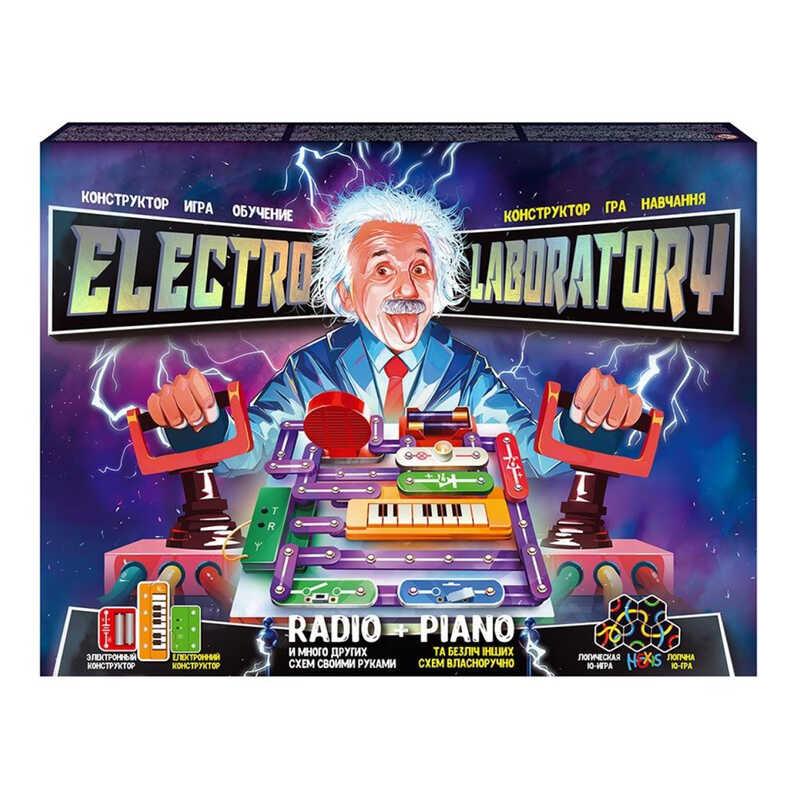 КОНСТРУКТОР ИГРА ОБУЧЕНИЕ
КОНСТРУКТОР ГРА НАВЧАННЯ
ELECTRO LABORATORY
T
R
Y
RADIO + PIANO
И МНОГО ДРУГИХ
СХЕМ СВОИМИ РУКАМИ
ТА БЕЗЛІЧ ІНШИХ
СХЕМ ВЛАСНОРУЧНО
ЭЛЕКТРОННЫЙ
КОНСТРУКТОР
ЕЛЕКТРОННИЙ
КОНСТРУКТОР
ЛОГИЧЕСКАЯ
IQ-ИГРА
HEXIS
ЛОГІЧНА
IQ-ГРА